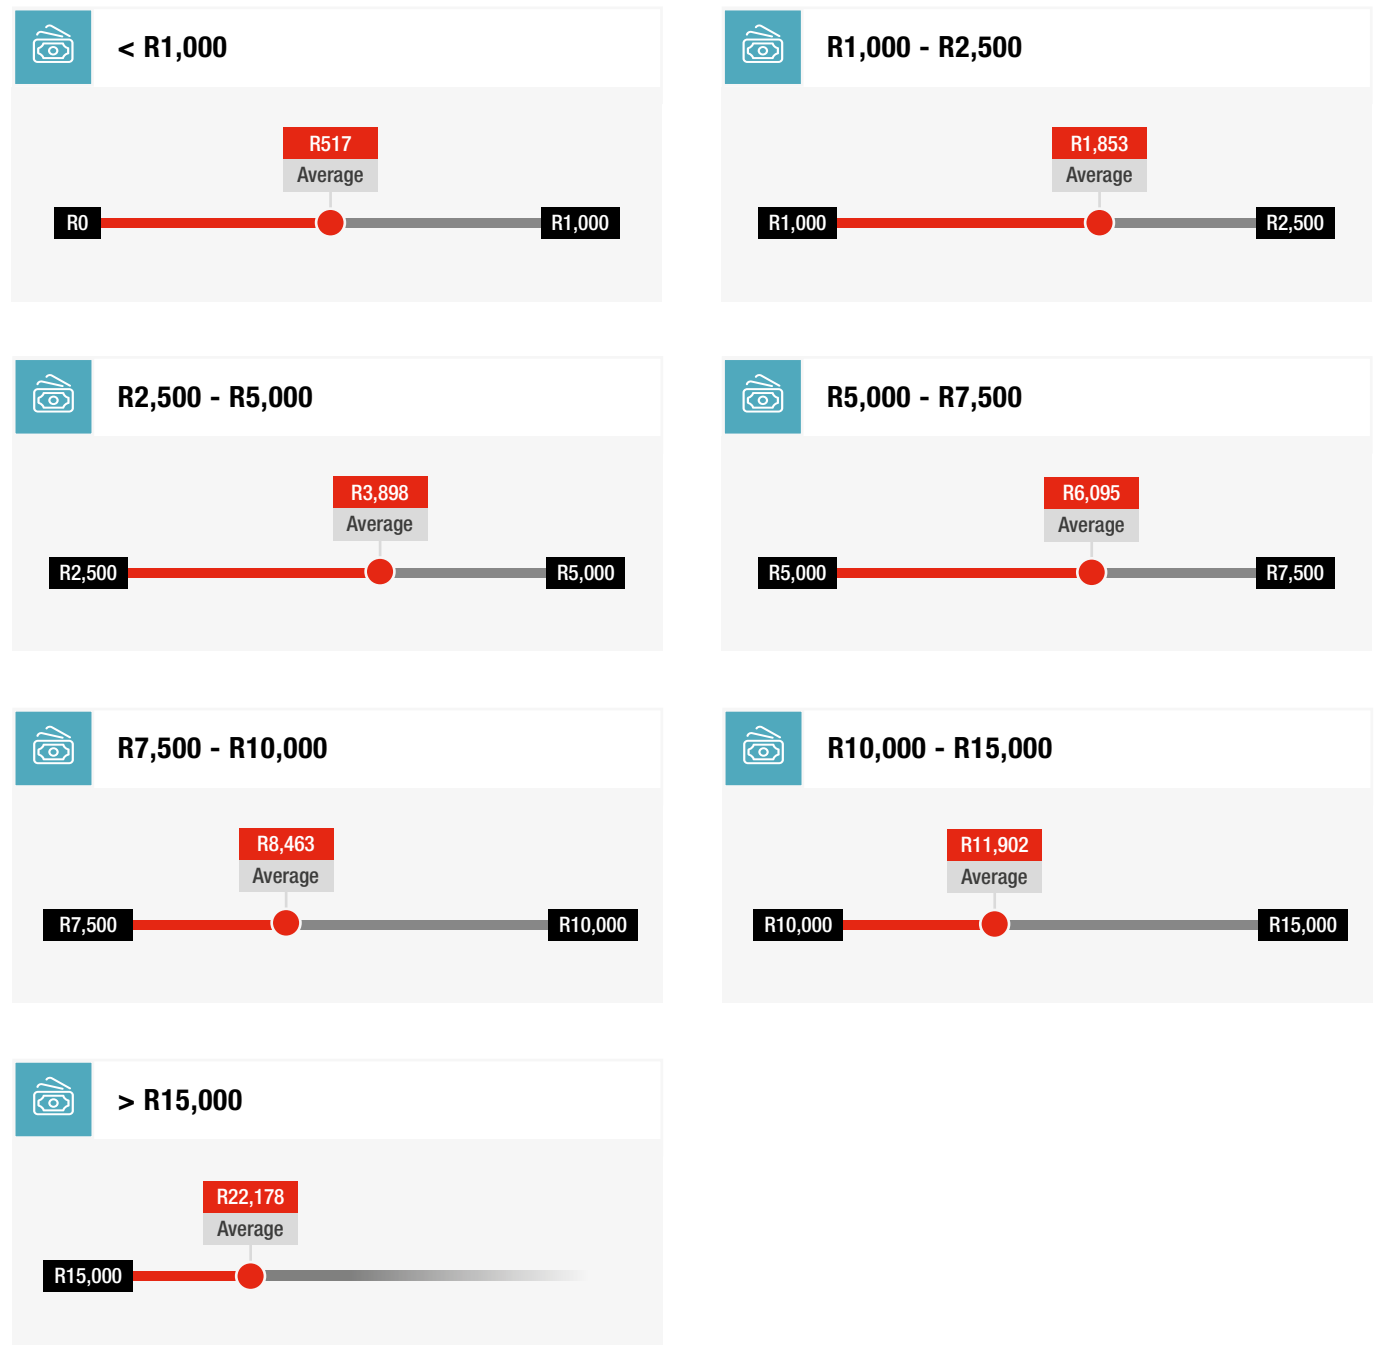 < R1,000
R517
Average
R0
R1,000
R1,000 - R2,500
R1,853
Average
R1,000
R2,500
R2,500 - R5,000
R3,898
Average
R2,500
R5,000
R5,000 - R7,500
R6,095
Average
R5,000
R7,500
R7,500 - R10,000
R8,463
Average
R7,500
R10,000
R10,000 - R15,000
R11,902
Average
R10,000
R15,000
> R15,000
R22,178
Average
R15,000